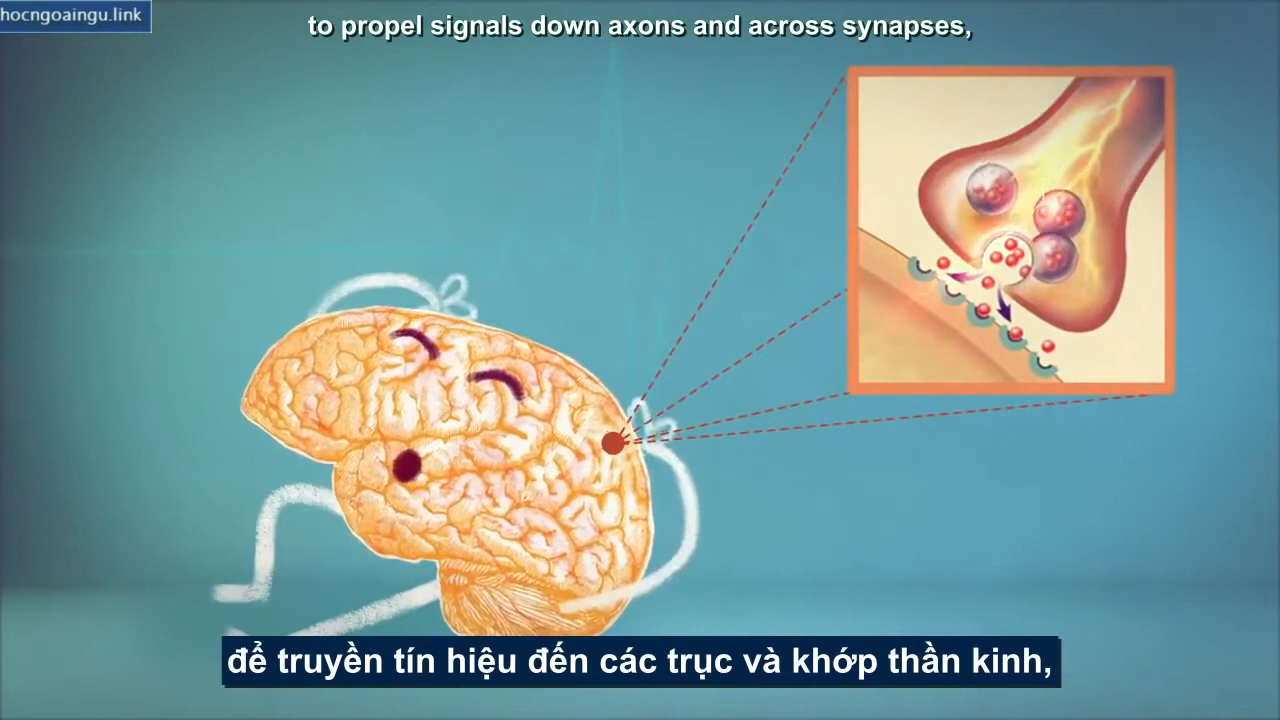 hocngoaingu.link
to propel signals down axons and across synapses,
để truyền tín hiệu đến các trục và khớp thần kinh,